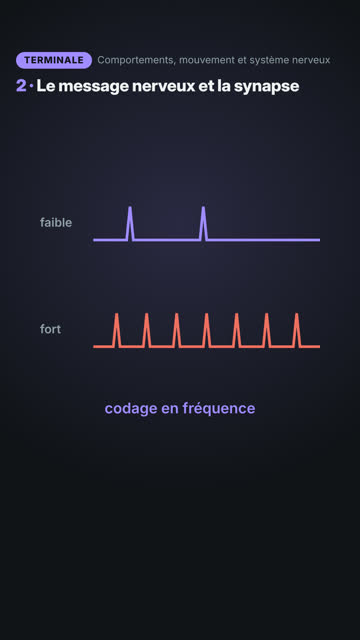 TERMINALE Comportements, mouvement et système nerveux
2 · Le message nerveux et la synapse
faible
fort
codage en fréquence